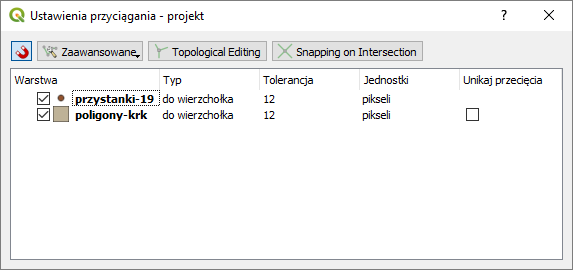 Ustawienia przyciągania - projekt
Zaawansowane Topological Editing Snapping on Intersection
Warstwa Typ Tolerancja Jednostki Unikaj przecięcia
przystanki-19 do wierzchołka 12 pikseli
poligony-krk do wierzchołka 12 pikseli